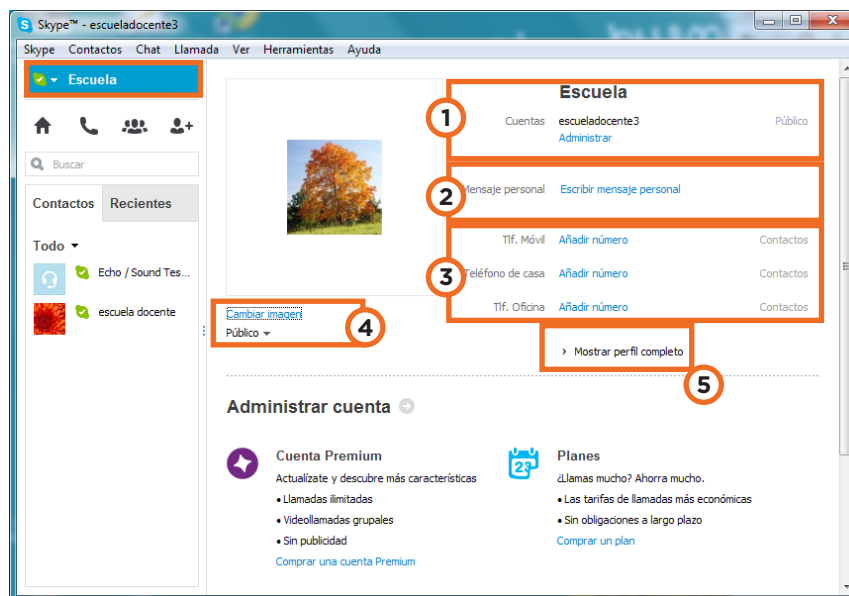 Skype™ - escueladocente3
Skype Contactos Chat Llamada Ver Herramientas Ayuda
Escuela
Buscar
Contactos Recientes
Todo
Echo / Sound Tes...
escuela docente
Escuela
1
Cuentas escueladocente3 Público
Administrar
2
Mensaje personal Escribir mensaje personal
Tlf. Móvil Añadir número Contactos
3
Teléfono de casa Añadir número Contactos
Tlf. Oficina Añadir número Contactos
Cambiar imagen
Público
4
› Mostrar perfil completo
5
Administrar cuenta
Cuenta Premium
Actualízate y descubre más características
• Llamadas ilimitadas
• Videollamadas grupales
• Sin publicidad
Comprar una cuenta Premium
23
Planes
¿Llamas mucho? Ahorra mucho.
• Las tarifas de llamadas más económicas
• Sin obligaciones a largo plazo
Comprar un plan